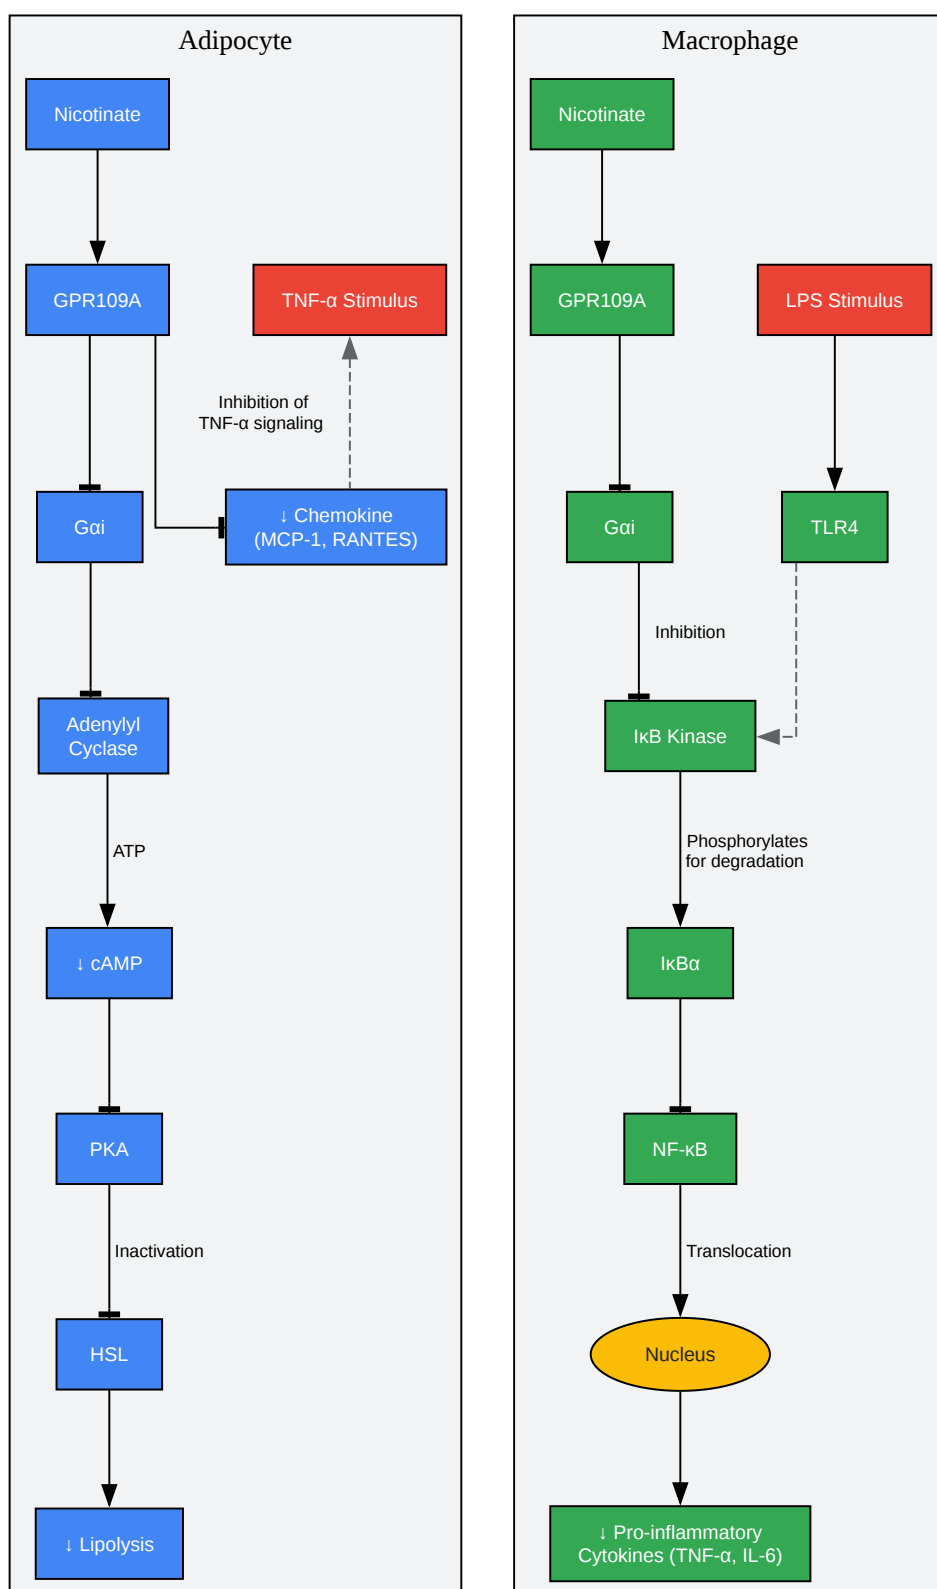 Adipocyte
Nicotinate
GPR109A
TNF-α Stimulus
Inhibition of
TNF-α signaling
Gαi
↓ Chemokine
(MCP-1, RANTES)
Adenylyl
Cyclase
ATP
↓ cAMP
PKA
Inactivation
HSL
↓ Lipolysis
Macrophage
Nicotinate
GPR109A
LPS Stimulus
Gαi
TLR4
Inhibition
IκB Kinase
Phosphorylates
for degradation
IκBα
NF-κB
Translocation
Nucleus
↓ Pro-inflammatory
Cytokines (TNF-α, IL-6)